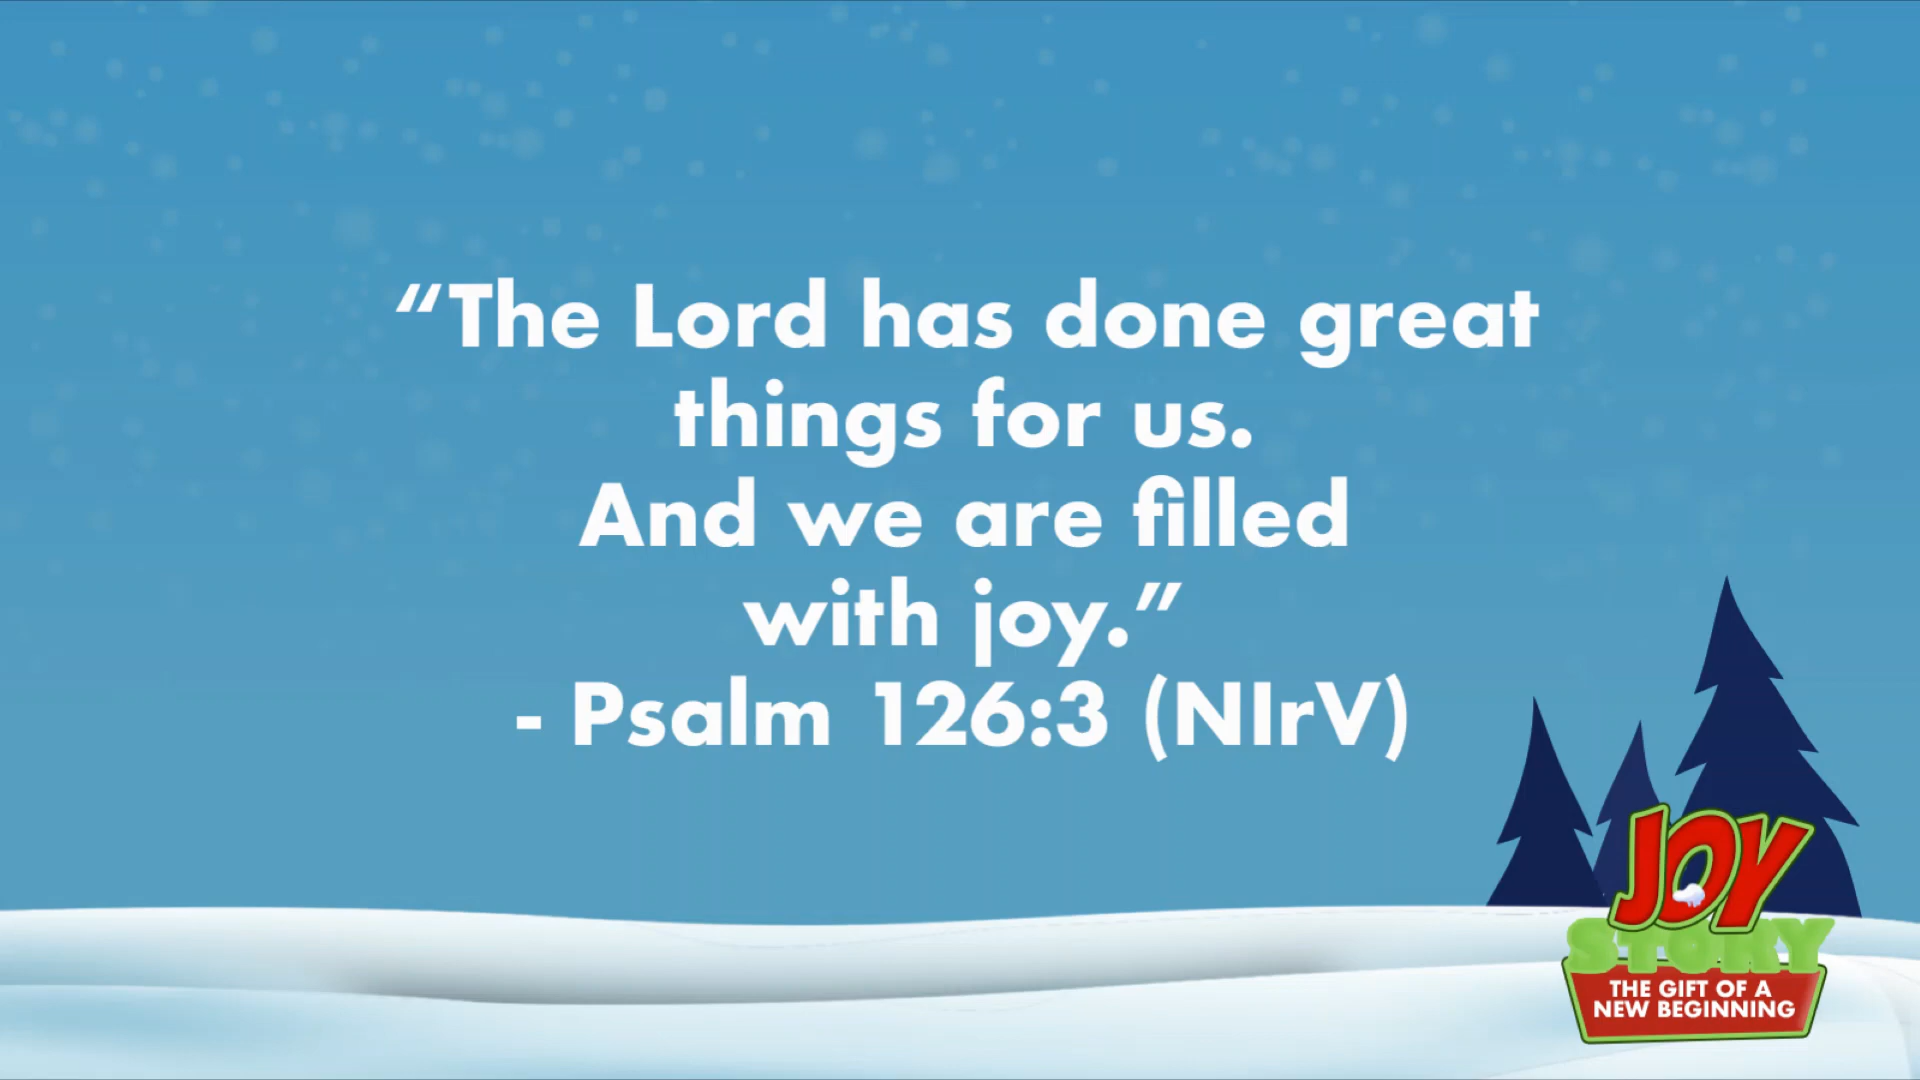 “The Lord has done great
things for us.
And we are filled
with joy.”
- Psalm 126:3 (NIrV)
JOY
STORY
THE GIFT OF A
NEW BEGINNING